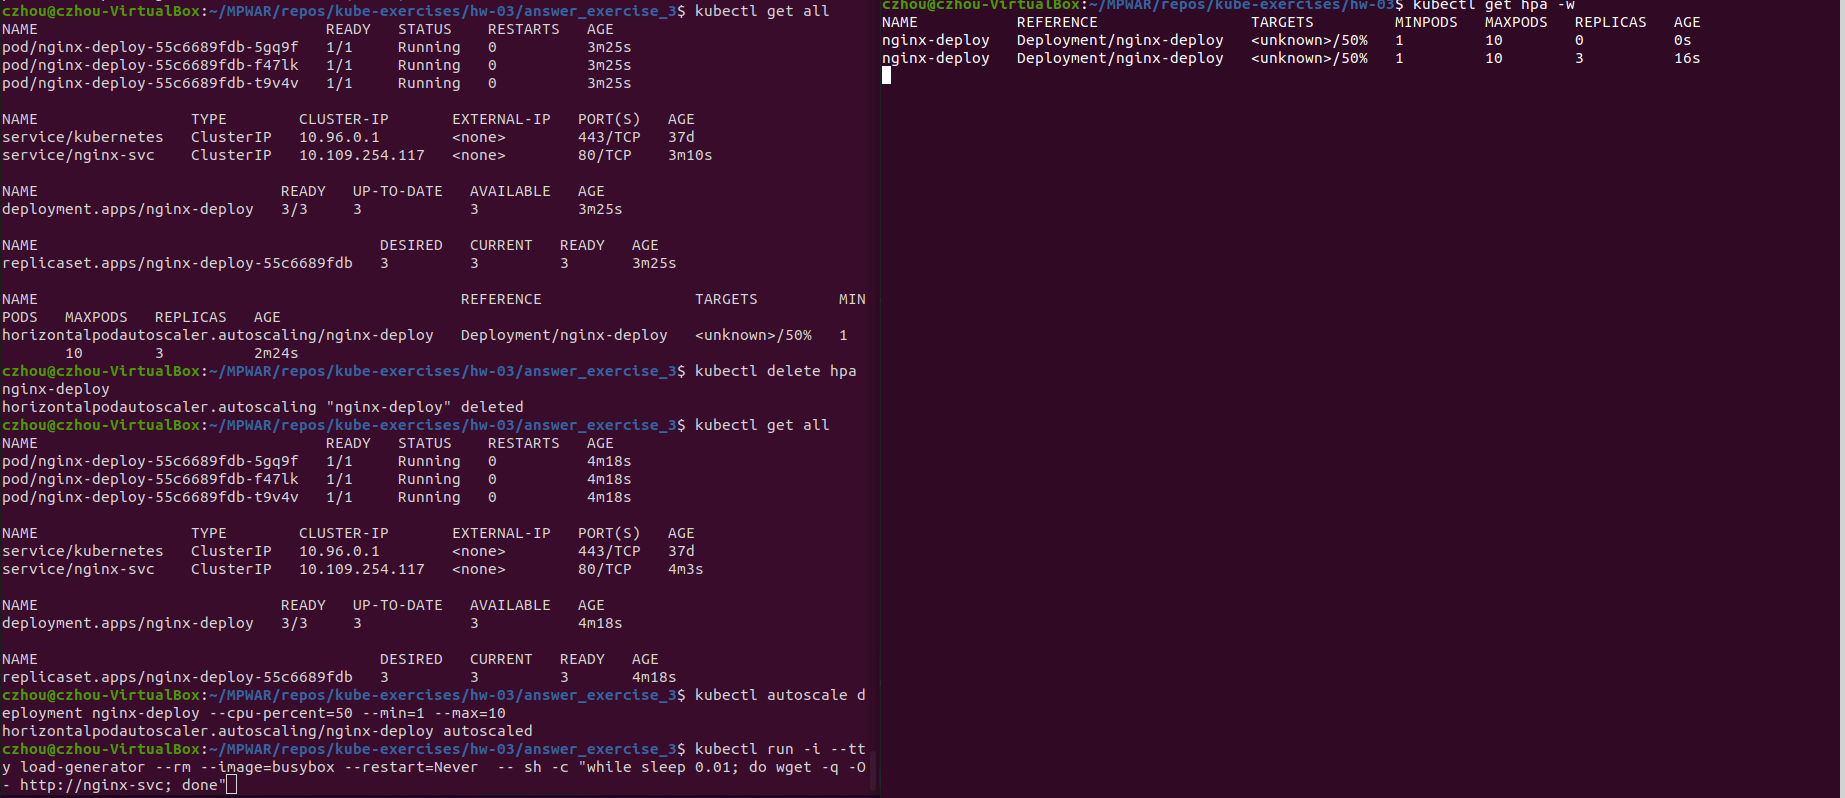 czhou@czhou-VirtualBox:~/MPWAR/repos/kube-exercises/hw-03/answer_exercise_3$ kubectl get all
NAME                                READY   STATUS    RESTARTS   AGE
pod/nginx-deploy-55c6689fdb-5gq9f   1/1     Running   0          3m25s
pod/nginx-deploy-55c6689fdb-f47lk   1/1     Running   0          3m25s
pod/nginx-deploy-55c6689fdb-t9v4v   1/1     Running   0          3m25s

NAME                 TYPE        CLUSTER-IP       EXTERNAL-IP   PORT(S)   AGE
service/kubernetes   ClusterIP   10.96.0.1        <none>        443/TCP   37d
service/nginx-svc    ClusterIP   10.109.254.117   <none>        80/TCP    3m10s

NAME                           READY   UP-TO-DATE   AVAILABLE   AGE
deployment.apps/nginx-deploy   3/3     3            3           3m25s

NAME                                      DESIRED   CURRENT   READY   AGE
replicaset.apps/nginx-deploy-55c6689fdb   3         3         3       3m25s

NAME                                               REFERENCE                 TARGETS         MIN
PODS   MAXPODS   REPLICAS   AGE
horizontalpodautoscaler.autoscaling/nginx-deploy   Deployment/nginx-deploy   <unknown>/50%   1
       10        3          2m24s
czhou@czhou-VirtualBox:~/MPWAR/repos/kube-exercises/hw-03/answer_exercise_3$ kubectl delete hpa
nginx-deploy
horizontalpodautoscaler.autoscaling "nginx-deploy" deleted
czhou@czhou-VirtualBox:~/MPWAR/repos/kube-exercises/hw-03/answer_exercise_3$ kubectl get all
NAME                                READY   STATUS    RESTARTS   AGE
pod/nginx-deploy-55c6689fdb-5gq9f   1/1     Running   0          4m18s
pod/nginx-deploy-55c6689fdb-f47lk   1/1     Running   0          4m18s
pod/nginx-deploy-55c6689fdb-t9v4v   1/1     Running   0          4m18s

NAME                 TYPE        CLUSTER-IP       EXTERNAL-IP   PORT(S)   AGE
service/kubernetes   ClusterIP   10.96.0.1        <none>        443/TCP   37d
service/nginx-svc    ClusterIP   10.109.254.117   <none>        80/TCP    4m3s

NAME                           READY   UP-TO-DATE   AVAILABLE   AGE
deployment.apps/nginx-deploy   3/3     3            3           4m18s

NAME                                      DESIRED   CURRENT   READY   AGE
replicaset.apps/nginx-deploy-55c6689fdb   3         3         3       4m18s
czhou@czhou-VirtualBox:~/MPWAR/repos/kube-exercises/hw-03/answer_exercise_3$ kubectl autoscale d
eployment nginx-deploy --cpu-percent=50 --min=1 --max=10
horizontalpodautoscaler.autoscaling/nginx-deploy autoscaled
czhou@czhou-VirtualBox:~/MPWAR/repos/kube-exercises/hw-03/answer_exercise_3$ kubectl run -i --tt
y load-generator --rm --image=busybox --restart=Never  -- sh -c "while sleep 0.01; do wget -q -O
- http://nginx-svc; done"
czhou@czhou-VirtualBox:~/MPWAR/repos/kube-exercises/hw-03$ kubectl get hpa -w
NAME           REFERENCE                 TARGETS         MINPODS   MAXPODS   REPLICAS   AGE
nginx-deploy   Deployment/nginx-deploy   <unknown>/50%   1         10        0          0s
nginx-deploy   Deployment/nginx-deploy   <unknown>/50%   1         10        3          16s